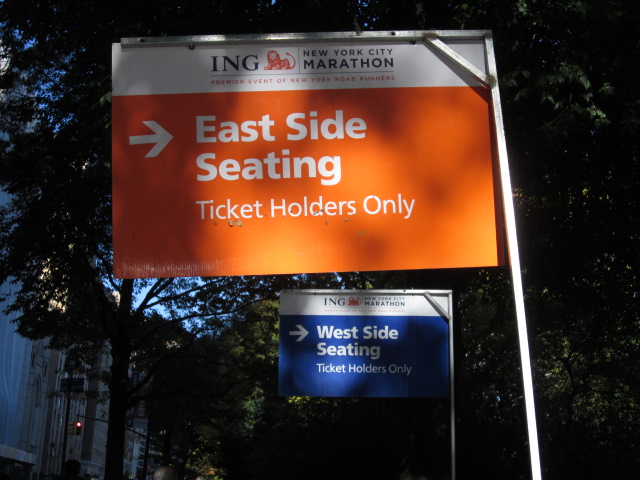 ING NEW YORK CITY MARATHON
PREMIER EVENT OF NEW YORK ROAD RUNNERS
East Side
Seating
Ticket Holders Only
ING NEW YORK CITY MARATHON
West Side
Seating
Ticket Holders Only